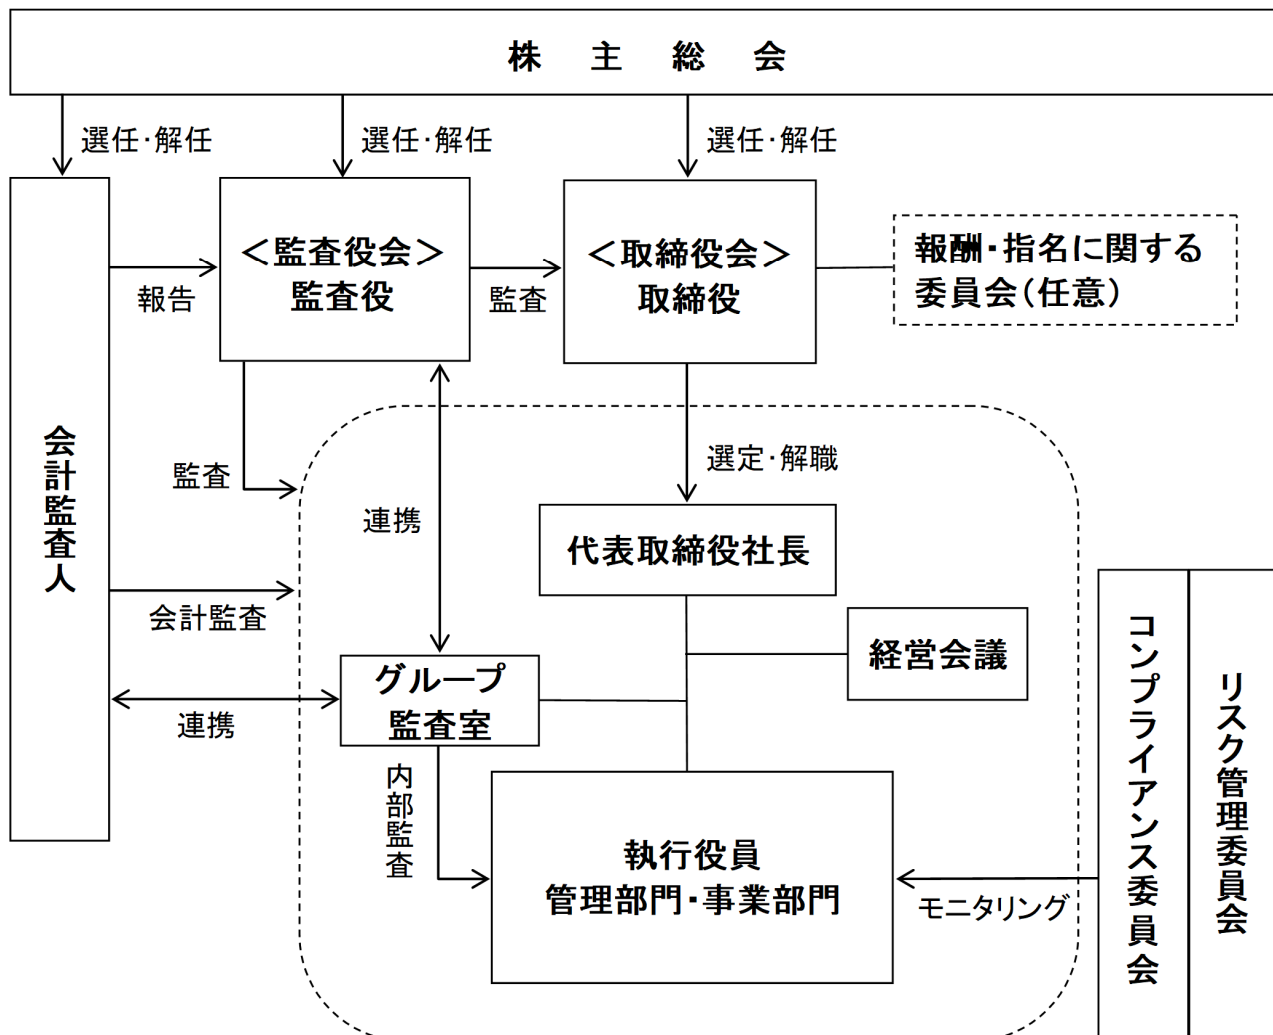 株主総会
選任・解任
選任・解任
選任・解任
＜監査役会＞
監査役
＜取締役会＞
取締役
報酬・指名に関する
委員会（任意）
報告
監査
会計監査人
監査
連携
選定・解職
代表取締役社長
会計監査
経営会議
グループ
監査室
連携
内部監査
執行役員
管理部門・事業部門
モニタリング
コンプライアンス委員会
リスク管理委員会